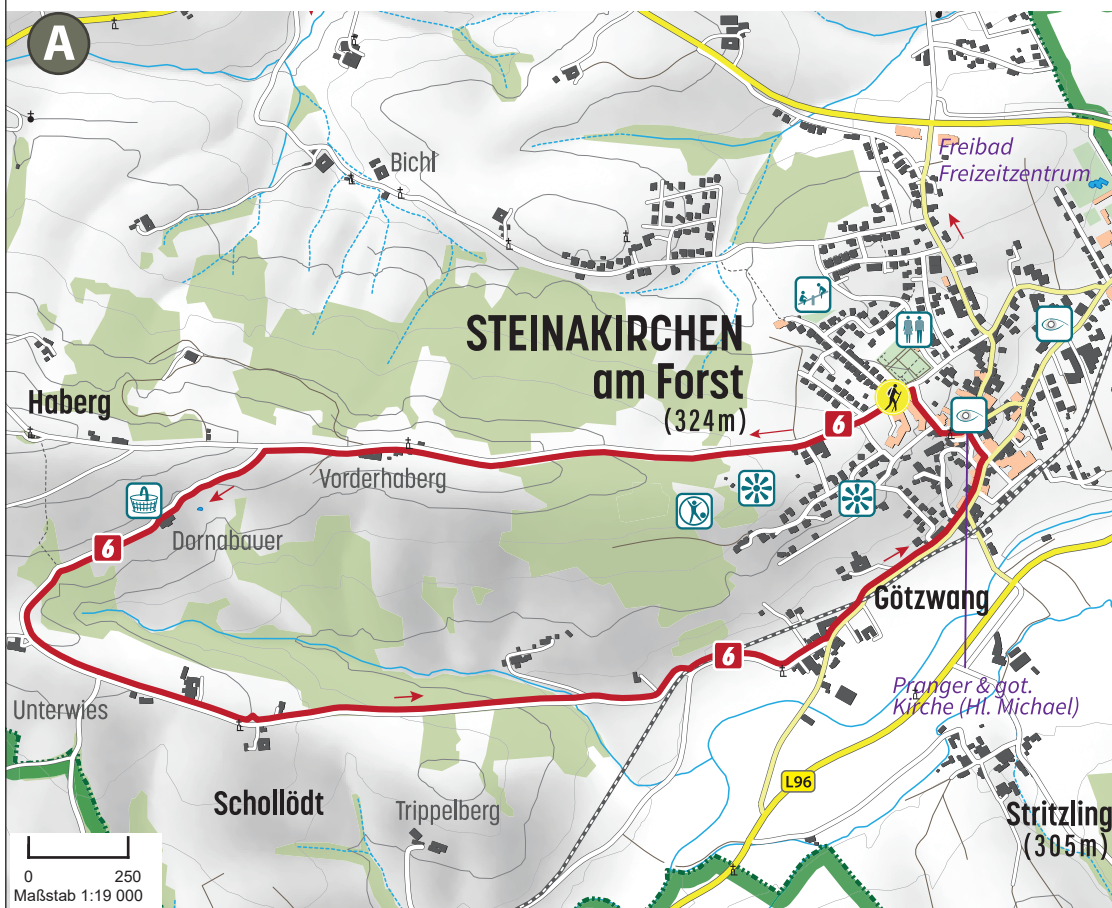 A
Bichl
Freibad
Freizeitzentrum
STEINAKIRCHEN
am Forst
(324m)
Haberg
6
Vorderhaberg
Dornabauer
6
Götzwang
6
Pranger & got.
Kirche (Hl. Michael)
Unterwies
L96
Schollödt
Trippelberg
Stritzling
(305m)
0 250
Maßstab 1:19 000